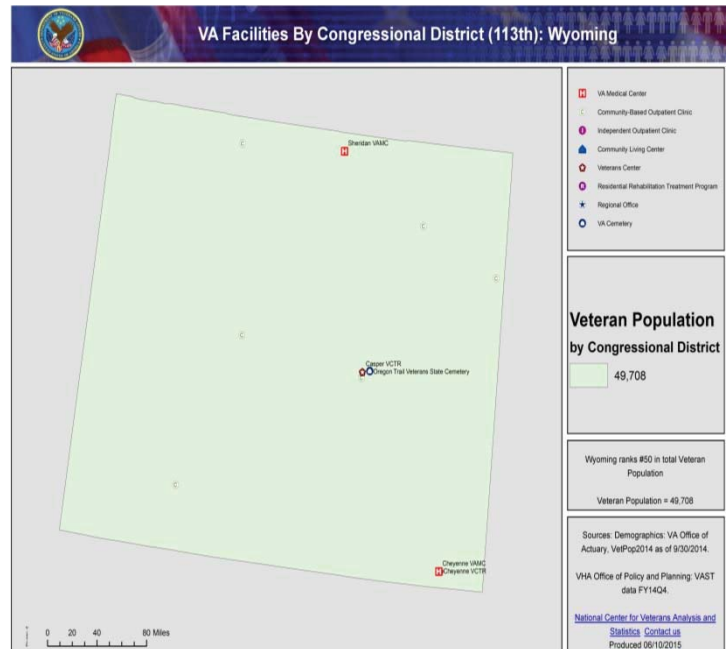 VA Facilities By Congressional District (113th): Wyoming
Sheridan VAMC
C
C
C
C
Casper VCTR
Oregon Trail Veterans State Cemetery
C
C
Cheyenne VAMC
Cheyenne VCTR
0 20 40 80 Miles
H VA Medical Center
C Community-Based Outpatient Clinic
Independent Outpatient Clinic
Community Living Center
Veterans Center
Residential Rehabilitation Treatment Program
Regional Office
VA Cemetery
Veteran Population
by Congressional District
49,708
Wyoming ranks #50 in total Veteran
Population
Veteran Population = 49,708
Sources: Demographics: VA Office of
Actuary, VetPop2014 as of 9/30/2014.
VHA Office of Policy and Planning: VAST
data FY14Q4.
National Center for Veterans Analysis and
Statistics Contact us
Produced 06/10/2015